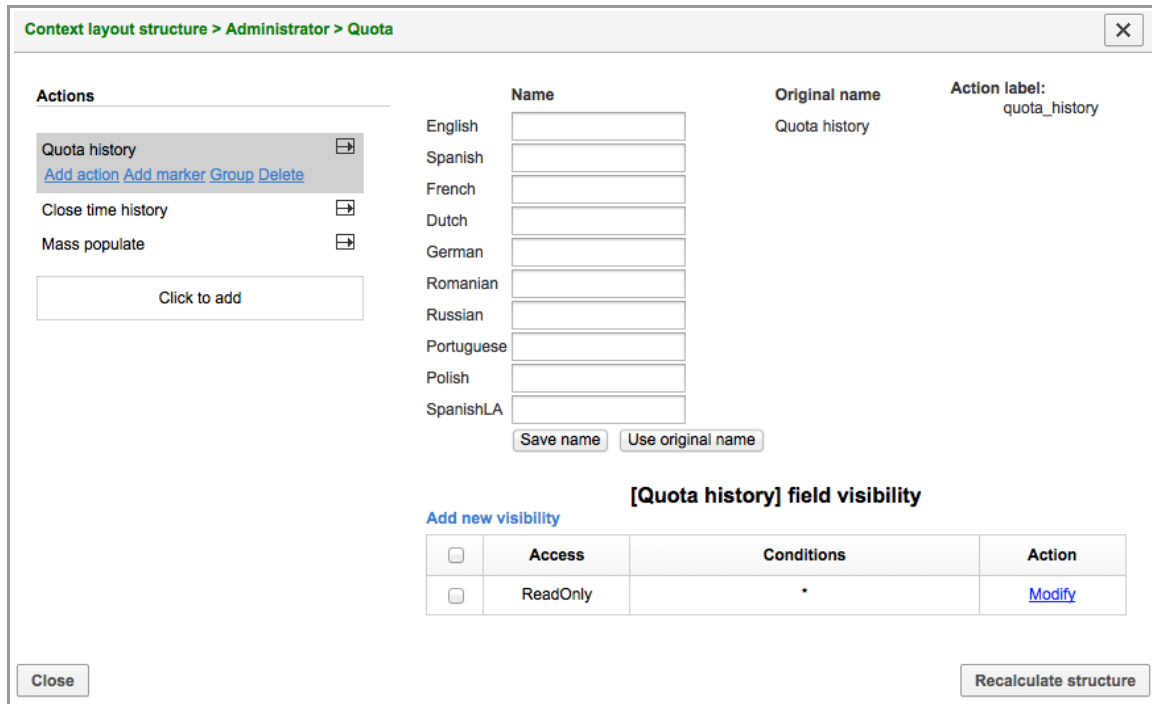 Context layout structure > Administrator > Quota
Actions
Quota history
Add action Add marker Group Delete
Close time history
Mass populate
Click to add
Name Original name Action label:
quota_history
English Quota history
Spanish
French
Dutch
German
Romanian
Russian
Portuguese
Polish
SpanishLA
Save name Use original name
[Quota history] field visibility
Add new visibility
Access Conditions Action
ReadOnly * Modify
Close Recalculate structure